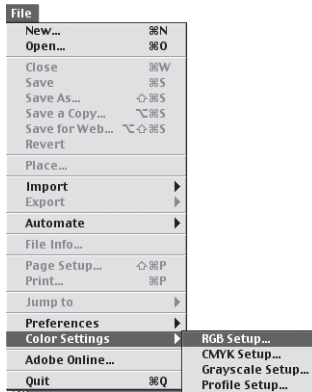 File
New... ⌘N
Open... ⌘O
Close ⌘W
Save ⌘S
Save As... ⇧⌘S
Save a Copy... ⌥⌘S
Save for Web... ⌥⇧⌘S
Revert
Place...
Import
Export
Automate
File Info...
Page Setup... ⇧⌘P
Print... ⌘P
Jump to
Preferences
Color Settings
Adobe Online...
Quit ⌘Q
RGB Setup...
CMYK Setup...
Grayscale Setup...
Profile Setup...